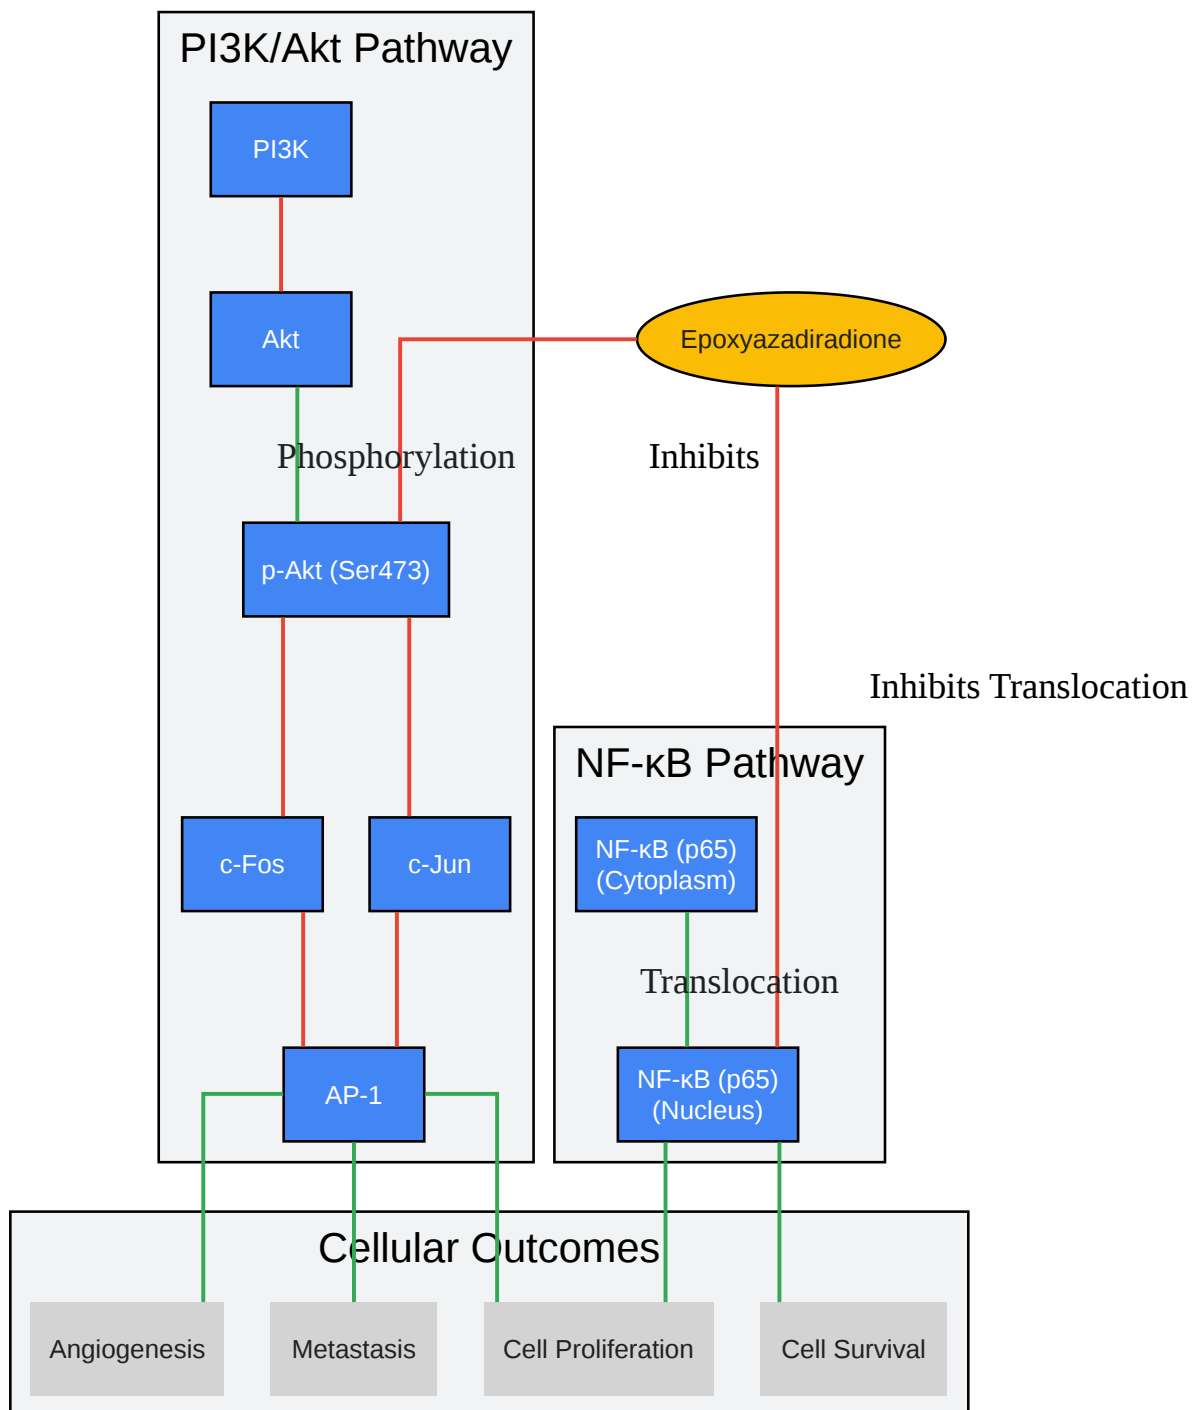 PI3K/Akt Pathway
PI3K
Akt
Epoxyazadiradione
Phosphorylation
Inhibits
p-Akt (Ser473)
Inhibits Translocation
NF-κB Pathway
c-Fos
c-Jun
NF-κB (p65)
(Cytoplasm)
Translocation
AP-1
NF-κB (p65)
(Nucleus)
Cellular Outcomes
Angiogenesis
Metastasis
Cell Proliferation
Cell Survival